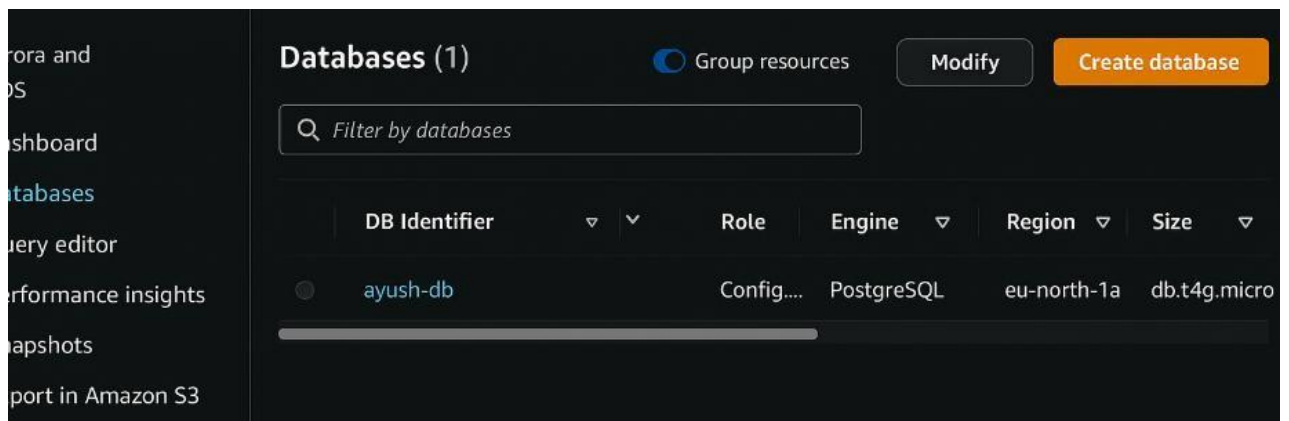 rora and
Databases (1)
Group resources
Modify
Create database
Filter by databases
shboard
tabases
uery editor
rformance insights
napshots
port in Amazon S3
DB Identifier Role Engine Region Size
ayush-db Config.... PostgreSQL eu-north-1a db.t4g.micro